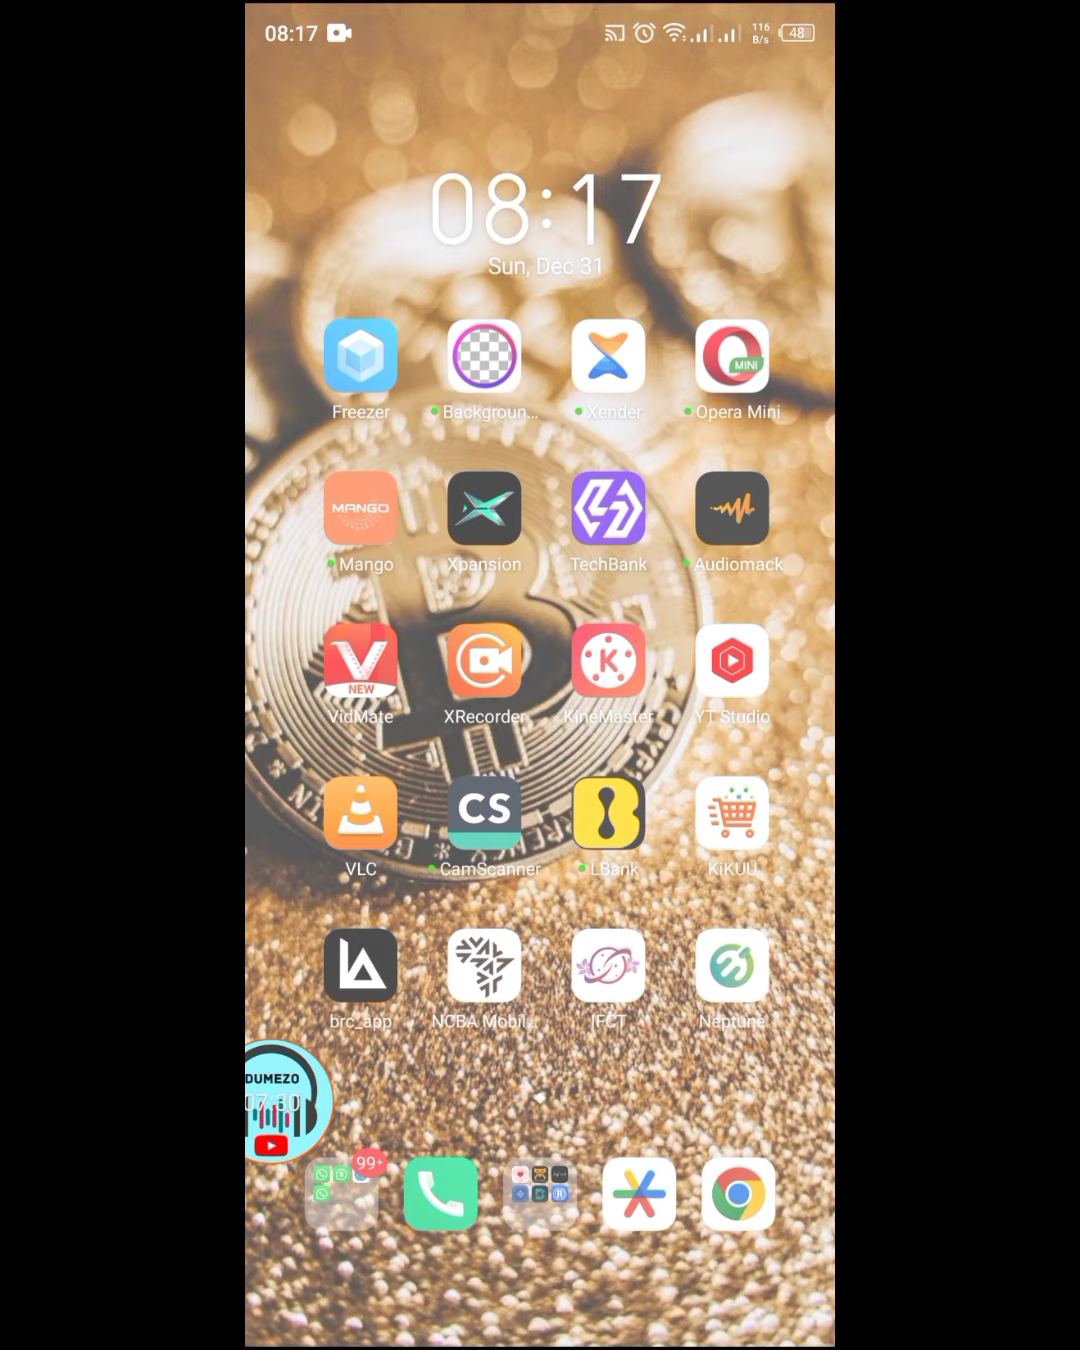 08:17
116
B/s
48
08:17
Sun, Dec 31
MINI
Freezer
Backgroun...
Xender
Opera Mini
MANGO
Mango
Xpansion
TechBank
Audiomack
NEW
K
VidMate
XRecorder
KineMaster
YT Studio
CS
VLC
CamScanner
LBank
KiKUU
brc_app
NCBA Mobil...
IFCT
Neptune
DUMEZO
07:30
99+